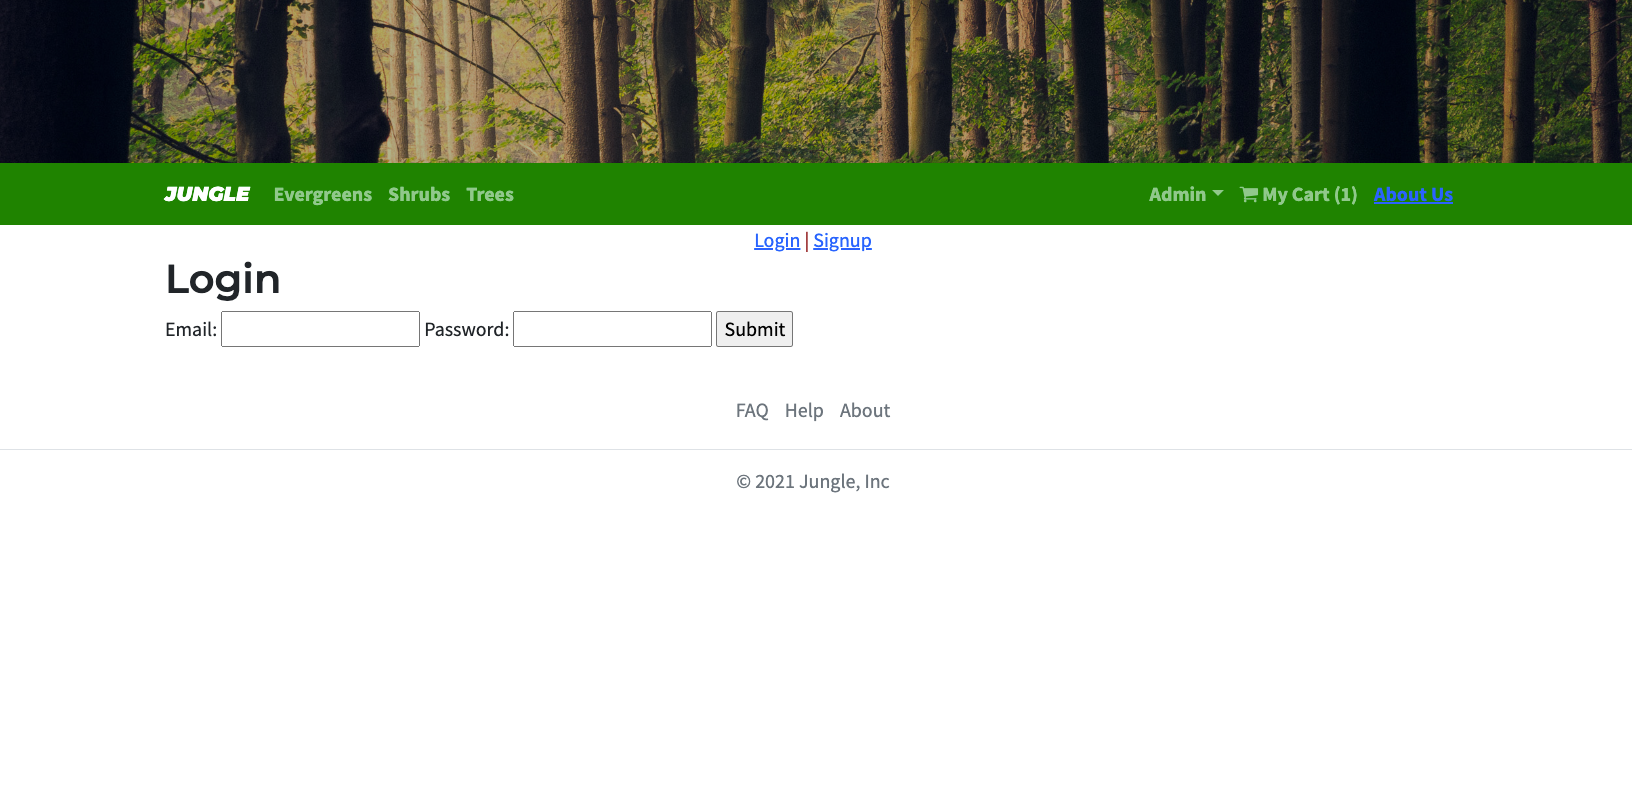 JUNGLE Evergreens Shrubs Trees Admin My Cart (1) About Us
Login | Signup
Login
Email: Password: Submit
FAQ Help About
© 2021 Jungle, Inc